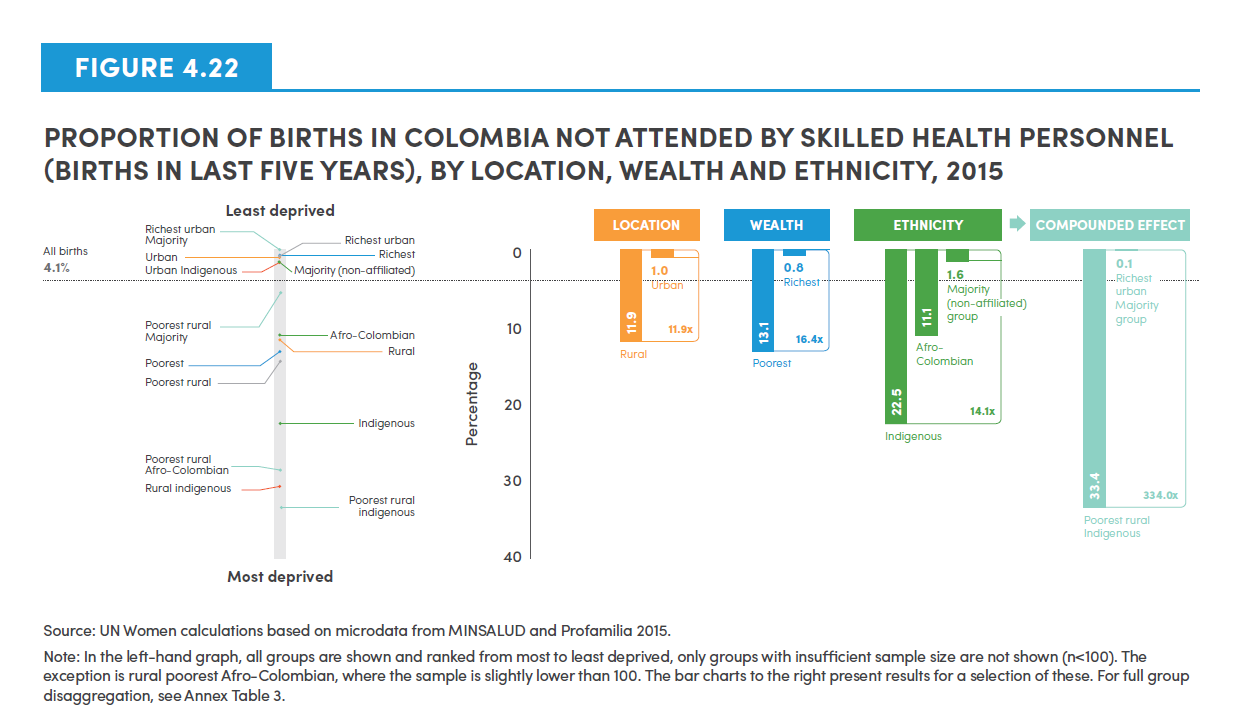 FIGURE 4.22
PROPORTION OF BIRTHS IN COLOMBIA NOT ATTENDED BY SKILLED HEALTH PERSONNEL
(BIRTHS IN LAST FIVE YEARS), BY LOCATION, WEALTH AND ETHNICITY, 2015
Least deprived
All births
4.1%
Richest urban
Majority
Urban
Urban Indigenous
Richest urban
Richest
Majority (non-affiliated)
Poorest rural
Majority
Poorest
Poorest rural
Afro-Colombian
Rural
Indigenous
Poorest rural
Afro-Colombian
Rural indigenous
Poorest rural
indigenous
Most deprived
Percentage
0
10
20
30
40
LOCATION
1.0
Urban
11.9
11.9x
Rural
WEALTH
0.8
Richest
13.1
16.4x
Poorest
ETHNICITY
1.6
Majority
(non-affiliated)
group
11.1
Afro-
Colombian
22.5
14.1x
Indigenous
COMPOUNDED EFFECT
0.1
Richest
urban
Majority
group
33.4
334.0x
Poorest rural
Indigenous
Source: UN Women calculations based on microdata from MINSALUD and Profamilia 2015.
Note: In the left-hand graph, all groups are shown and ranked from most to least deprived, only groups with insufficient sample size are not shown (n<100). The
exception is rural poorest Afro-Colombian, where the sample is slightly lower than 100. The bar charts to the right present results for a selection of these. For full group
disaggregation, see Annex Table 3.